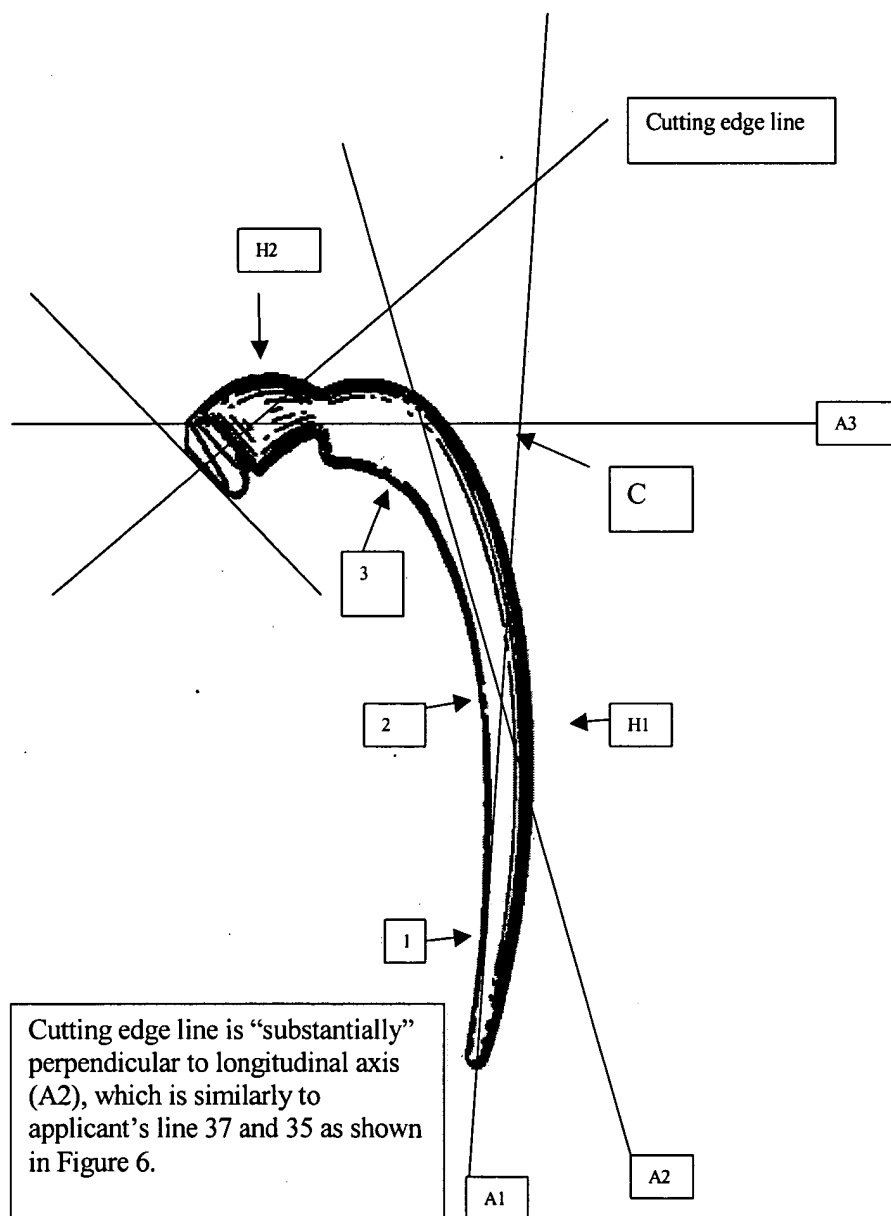 Cutting edge line
H2
A3
C
3
2
H1
1
Cutting edge line is “substantially”
perpendicular to longitudinal axis
(A2), which is similarly to
applicant’s line 37 and 35 as shown
in Figure 6.
A2
A1